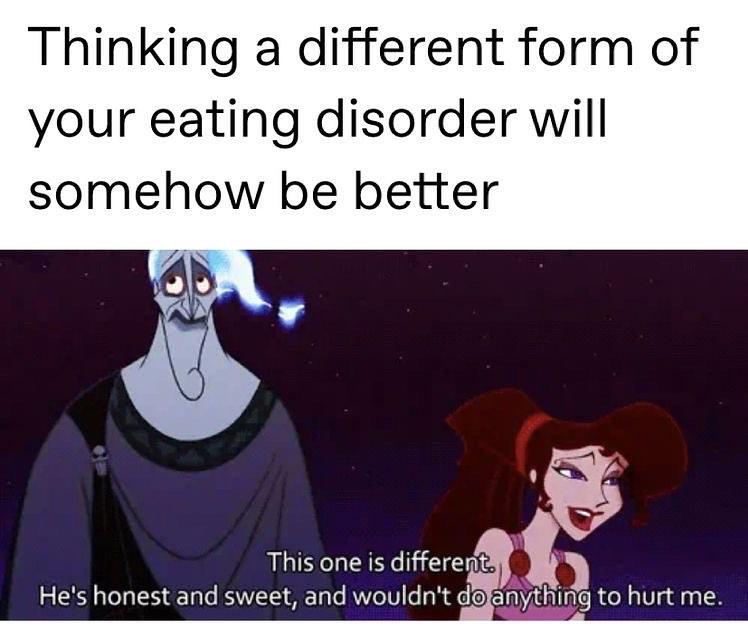 Thinking a different form of
your eating disorder will
somehow be better
This one is different.
He's honest and sweet, and wouldn't do anything to hurt me.